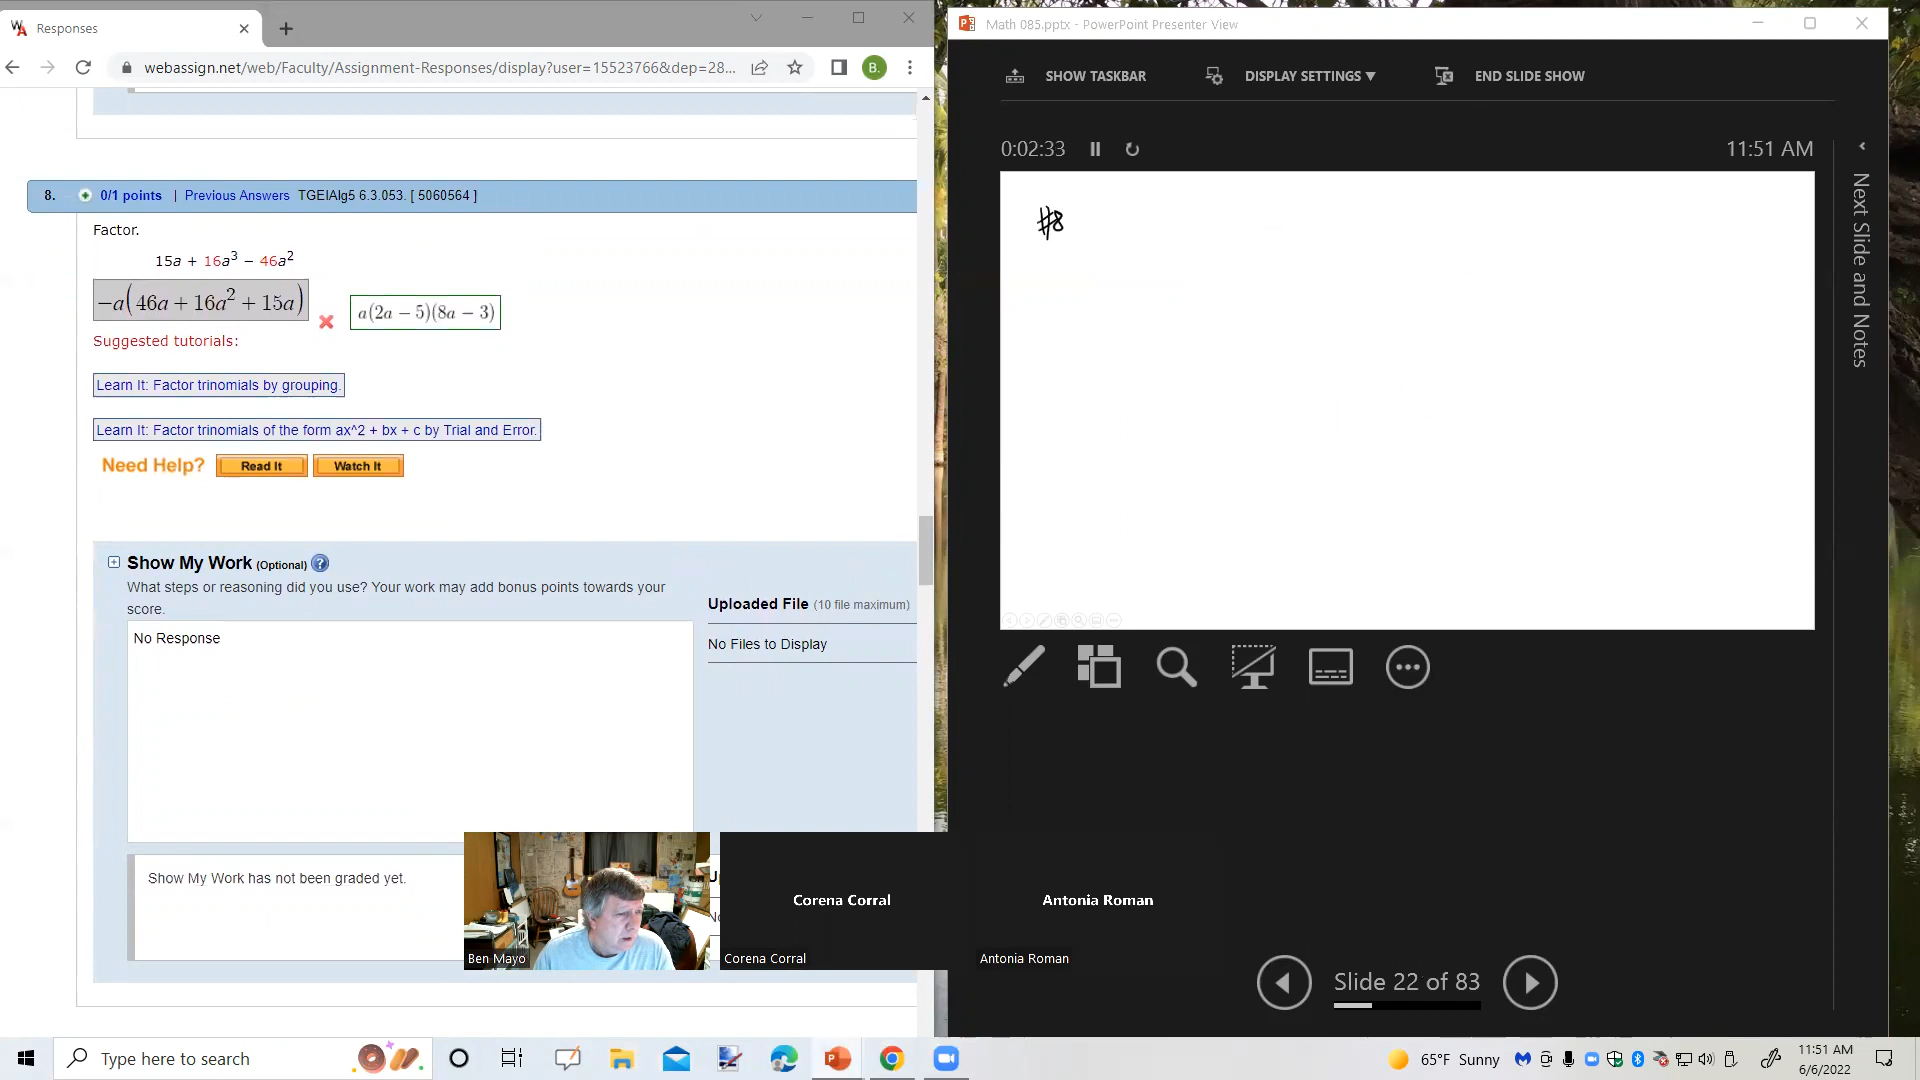 Responses
webassign.net/web/Faculty/Assignment-Responses/display?user=15523766&dep=28...
B.
8. 0/1 points | Previous Answers TGEIAlg5 6.3.053. [ 5060564 ]
Factor.
15a + 16a³ − 46a²
−a(46a + 16a² + 15a)
a(2a − 5)(8a − 3)
Suggested tutorials:
Learn It: Factor trinomials by grouping.
Learn It: Factor trinomials of the form ax^2 + bx + c by Trial and Error.
Need Help? Read It Watch It
Show My Work (Optional) ?
What steps or reasoning did you use? Your work may add bonus points towards your
score.
Uploaded File (10 file maximum)
No Response
No Files to Display
Show My Work has not been graded yet.
Math 085.pptx - PowerPoint Presenter View
SHOW TASKBAR
DISPLAY SETTINGS ▼
END SLIDE SHOW
0:02:33
11:51 AM
#8
Next Slide and Notes
Corena Corral
Antonia Roman
Ben Mayo
Corena Corral
Antonia Roman
Slide 22 of 83
Type here to search
65°F Sunny
11:51 AM
6/6/2022